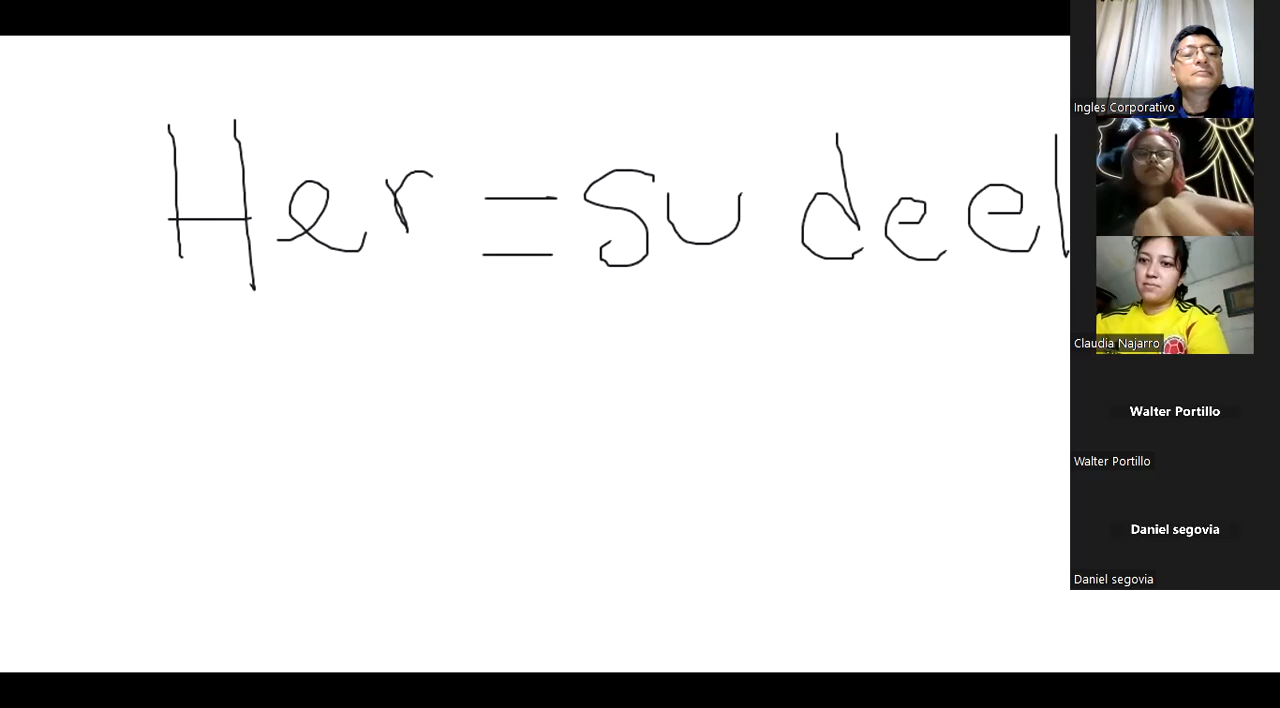 Her = su de el
Ingles Corporativo
Claudia Najarro
Walter Portillo
Walter Portillo
Daniel segovia
Daniel segovia